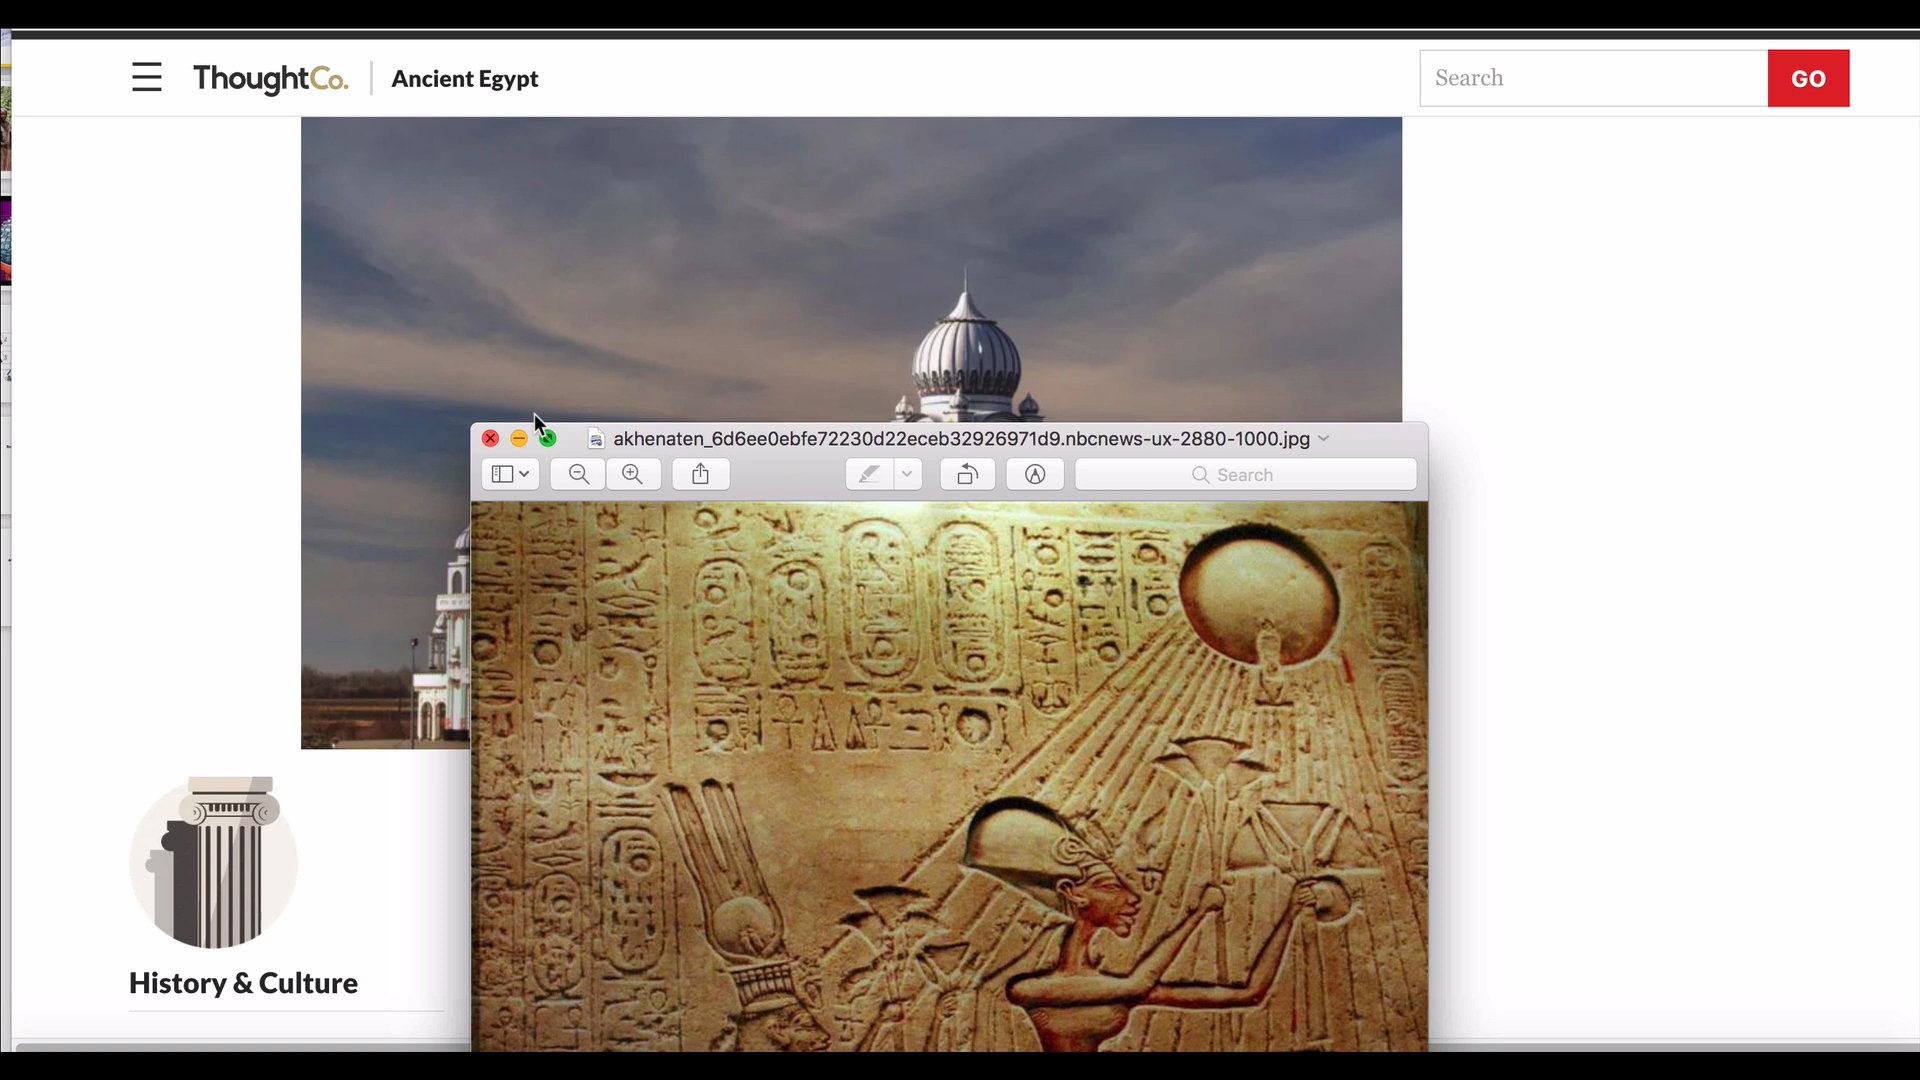 ThoughtCo. Ancient Egypt
Search GO
akhenaten_6d6ee0ebfe72230d22eceb32926971d9.nbcnews-ux-2880-1000.jpg
Search
History & Culture